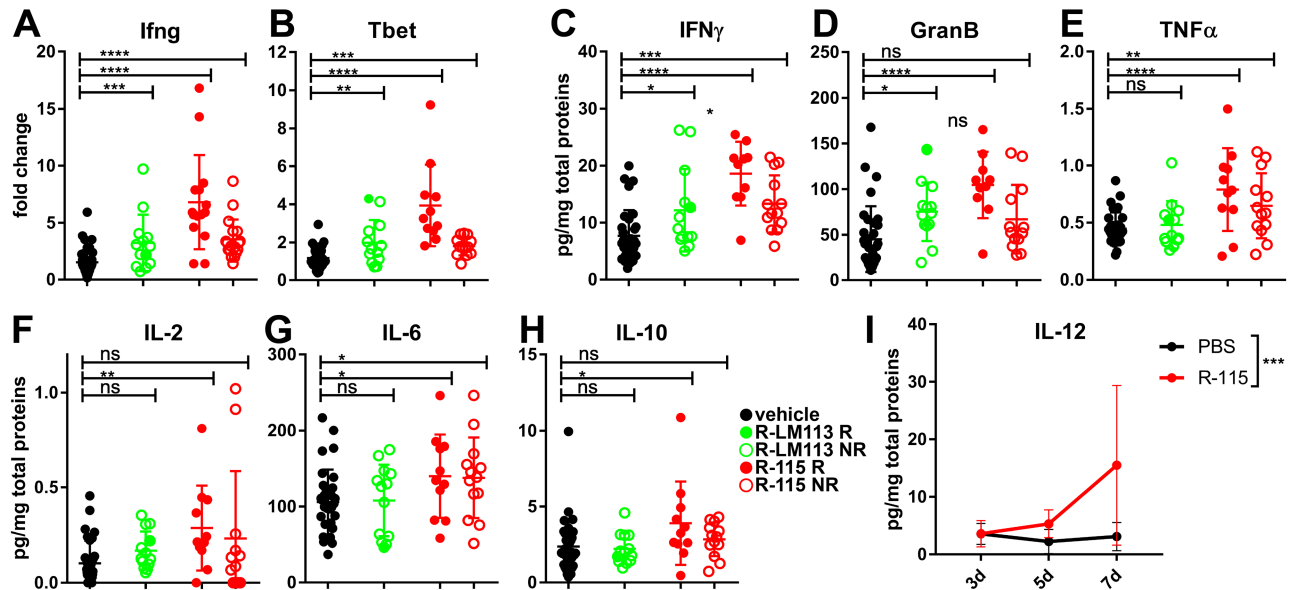 A
Ifng
fold change
20
15
10
5
0
****
****
***
B
Tbet
12
10
8
6
4
2
0
***
****
**
C
IFNγ
pg/mg total proteins
40
30
20
10
0
***
****
*
*
D
GranB
250
200
150
100
50
0
ns
****
*
ns
E
TNFα
2.0
1.5
1.0
0.5
0.0
**
****
ns
F
IL-2
pg/mg total proteins
1.0
0.5
0.0
ns
**
ns
G
IL-6
300
200
100
0
*
*
ns
H
IL-10
15
10
5
0
ns
*
ns
vehicle
R-LM113 R
R-LM113 NR
R-115 R
R-115 NR
I
IL-12
pg/mg total proteins
40
30
20
10
0
3d
5d
7d
PBS
R-115
***